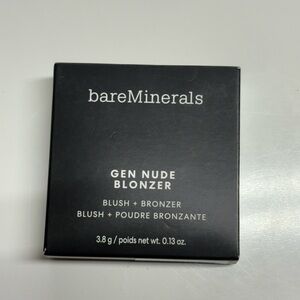 bareMinerals
GEN NUDE
BLONZER
BLUSH + BRONZER
BLUSH + POUDRE BRONZANTE
3.8 g / poids net wt. 0.13 oz.